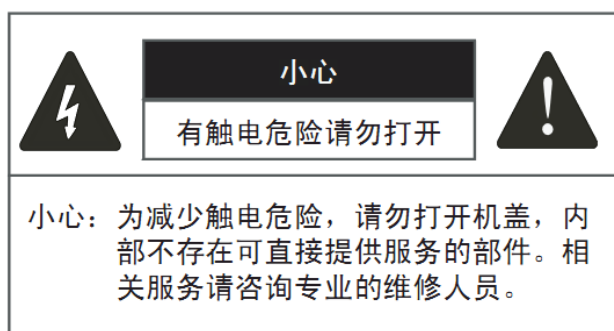 小心
有触电危险请勿打开
小心：为减少触电危险，请勿打开机盖，内
部不存在可直接提供服务的部件。相
关服务请咨询专业的维修人员。